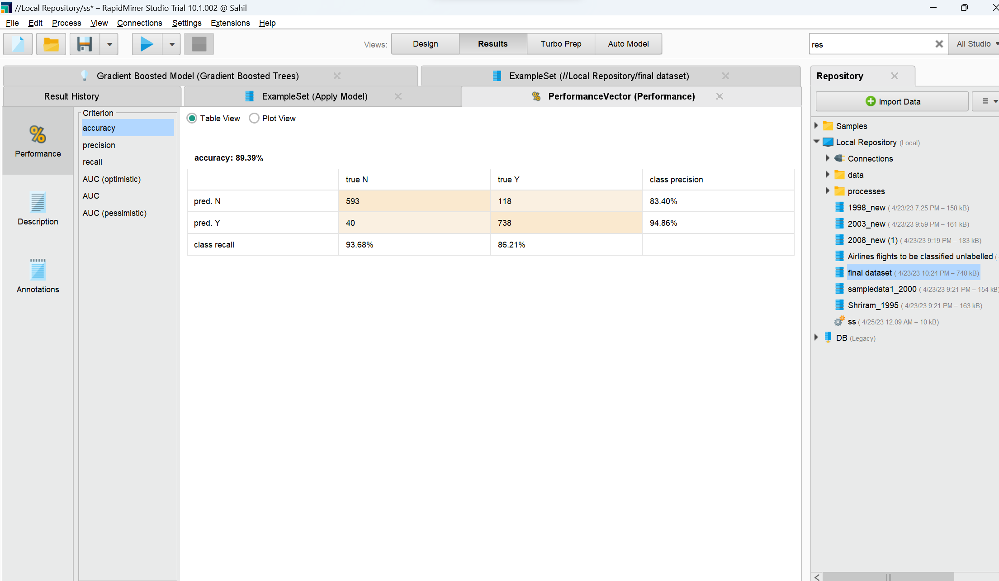 //Local Repository/ss* – RapidMiner Studio Trial 10.1.002 @ Sahil
File Edit Process View Connections Settings Extensions Help
Views: Design Results Turbo Prep Auto Model res All Studio
Gradient Boosted Model (Gradient Boosted Trees) ExampleSet (//Local Repository/final dataset)
Result History ExampleSet (Apply Model) PerformanceVector (Performance)
Performance
Description
Annotations
Criterion
accuracy
precision
recall
AUC (optimistic)
AUC
AUC (pessimistic)
Table View Plot View
accuracy: 89.39%
true N true Y class precision
pred. N 593 118 83.40%
pred. Y 40 738 94.86%
class recall 93.68% 86.21%
Repository
Import Data
Samples
Local Repository (Local)
Connections
data
processes
1998_new ( 4/23/23 7:25 PM – 158 kB)
2003_new ( 4/23/23 9:59 PM – 161 kB)
2008_new (1) ( 4/23/23 9:19 PM – 183 kB)
Airlines flights to be classified unlabelled (
final dataset ( 4/23/23 10:24 PM – 740 kB)
sampledata1_2000 ( 4/23/23 9:21 PM – 154 kB)
Shriram_1995 ( 4/23/23 9:21 PM – 163 kB)
ss ( 4/25/23 12:09 AM – 10 kB)
DB (Legacy)